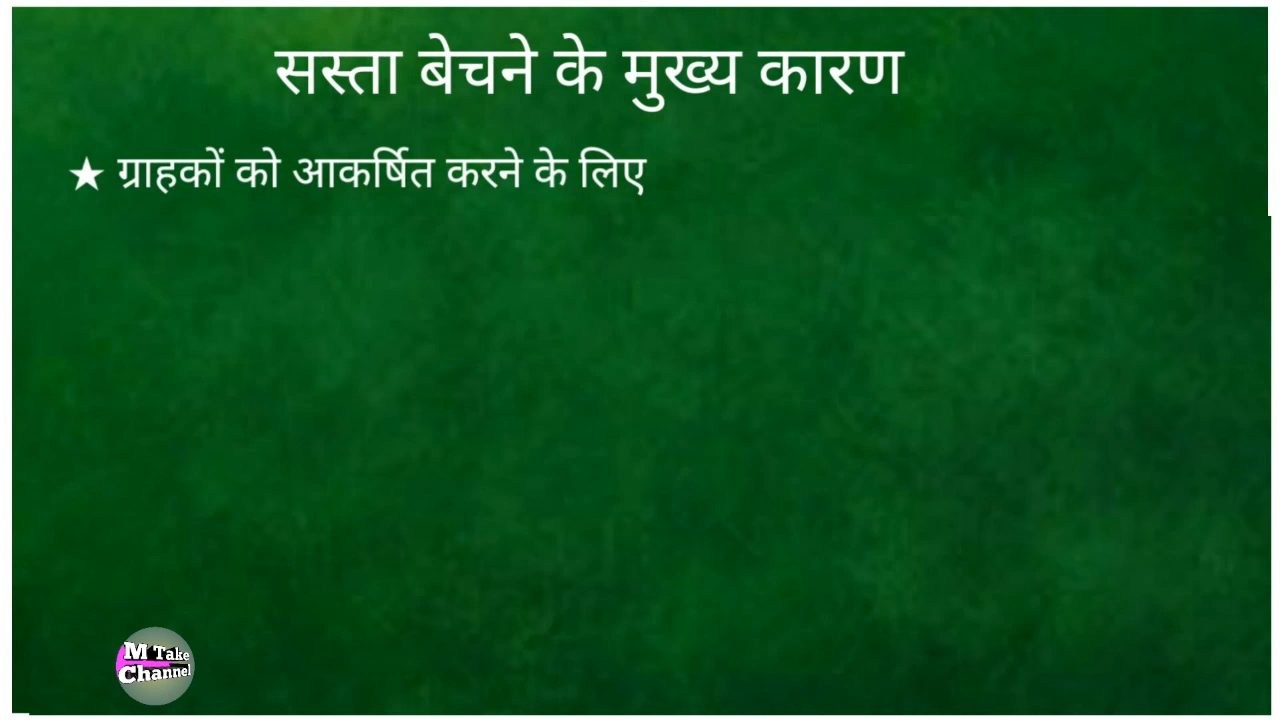 सस्ता बेचने के मुख्य कारण
★ ग्राहकों को आकर्षित करने के लिए
M Take
Channel